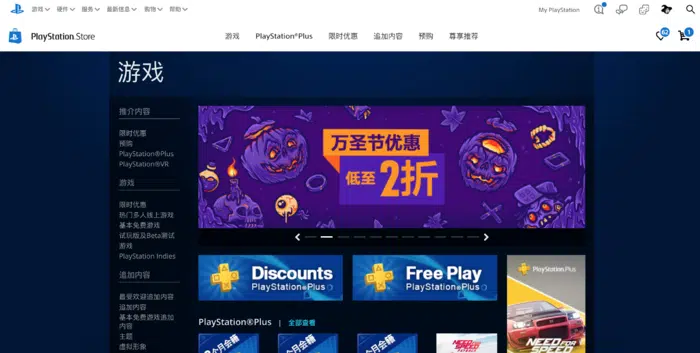 游戏 硬件 服务 最新信息 购物 帮助 My PlayStation
PlayStation.Store 游戏 PlayStation®Plus 限时优惠 追加内容 预购 尊享推荐 62 1
游戏
推介内容
限时优惠
预购
PlayStation®Plus
PlayStation®VR
游戏
限时优惠
热门多人线上游戏
基本免费游戏
试玩版及Beta测试
游戏
PlayStation Indies
追加内容
最受欢迎追加内容
追加内容
基本免费游戏追加
内容
主题
虚拟形象
万圣节优惠
低至 2折
Discounts
PlayStation®Plus
Free Play
PlayStation®Plus
PlayStation.Plus
PlayStation®Plus | 全部查看
个月会籍
个月会籍
个月会籍
NEED FOR
SPEED
NEED FOR
SPEED